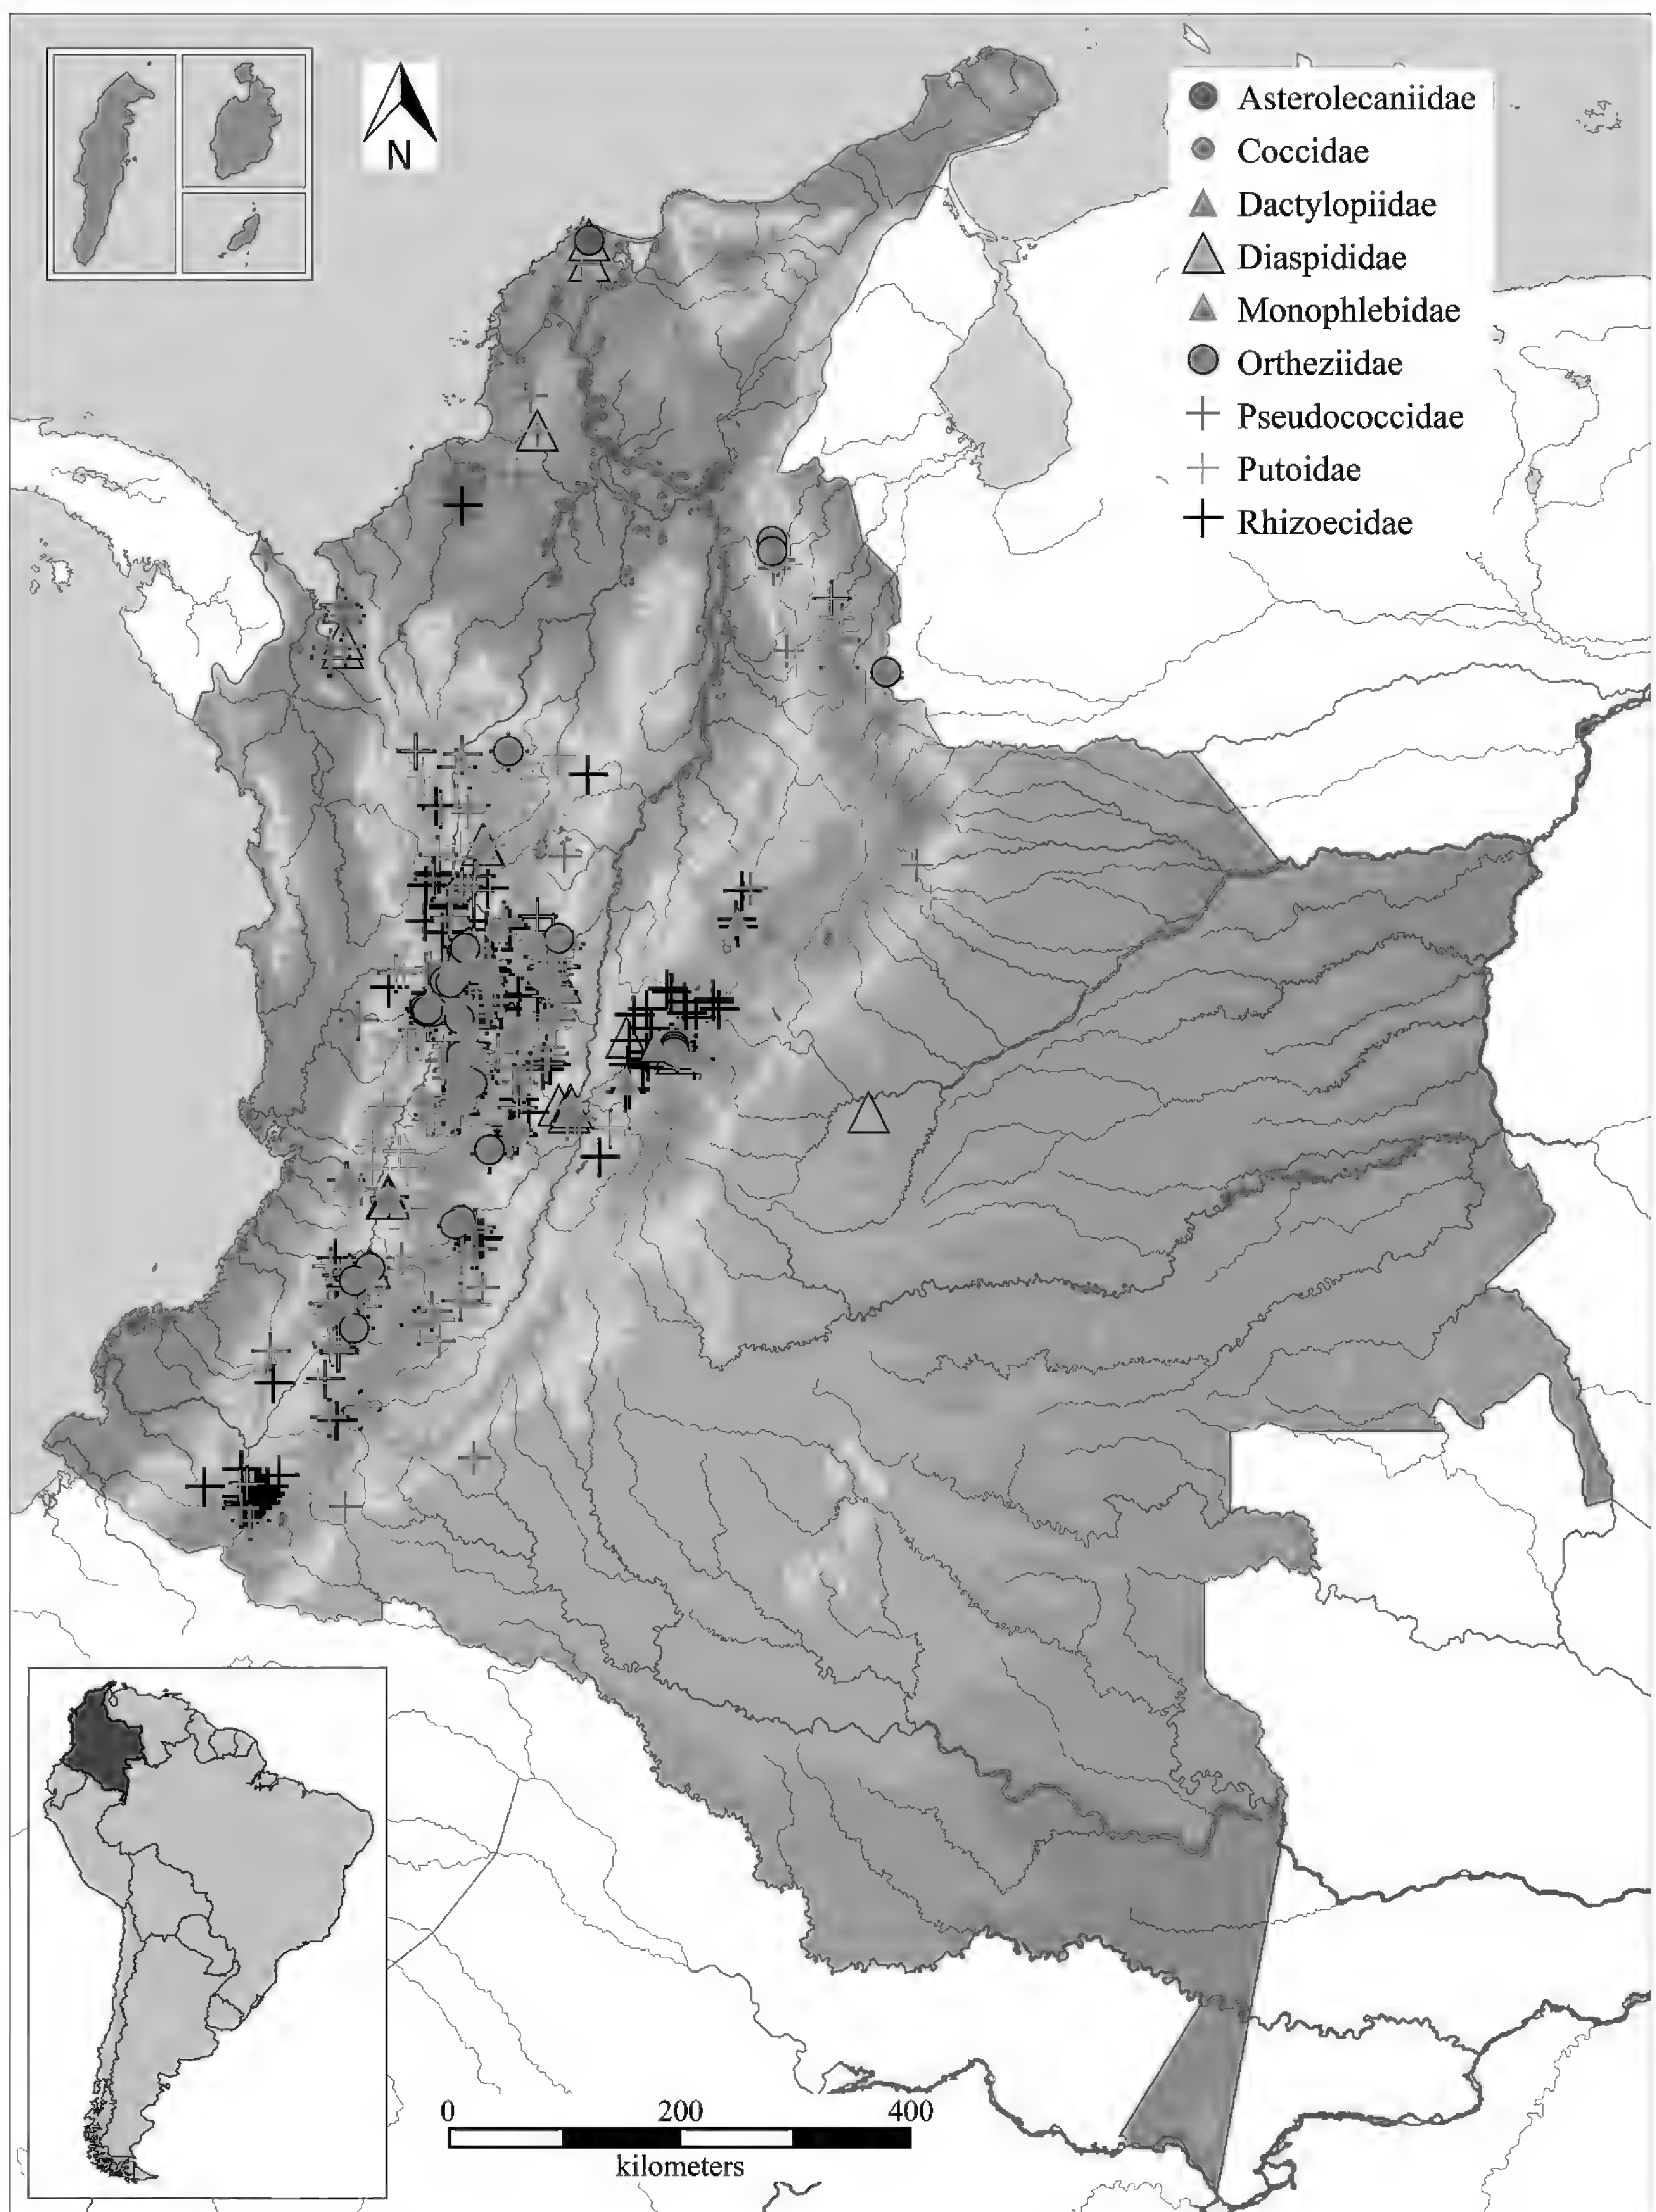 N
Asterolecaniidae
Coccidae
Dactylopiidae
Diaspididae
Monophlebidae
Ortheziidae
Pseudococcidae
Putoidae
Rhizoecidae
0 200 400
kilometers